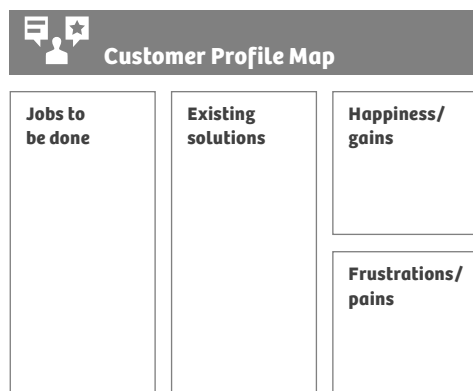 Customer Profile Map
Jobs to
be done
Existing
solutions
Happiness/
gains
Frustrations/
pains